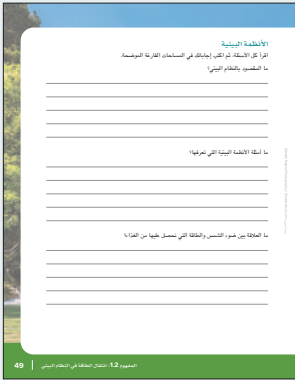 الأنظمة البيئية
اقرأ كل الأسئلة، ثم اكتب إجاباتك في المساحات الفارغة الموضحة.
ما المقصود بالنظام البيئي؟
ما أمثلة الأنظمة البيئية التي تعرفها؟
ما العلاقة بين ضوء الشمس والطاقة التي نحصل عليها من الغذاء؟
المفهوم 1.2: انتقال الطاقة في النظام البيئي | 49